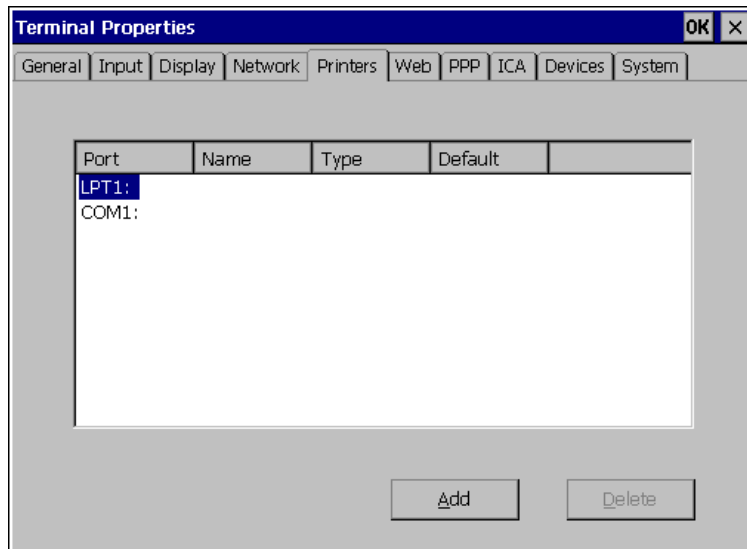 Terminal Properties OK ×
General Input Display Network Printers Web PPP ICA Devices System
Port Name Type Default
LPT1:
COM1:
Add Delete